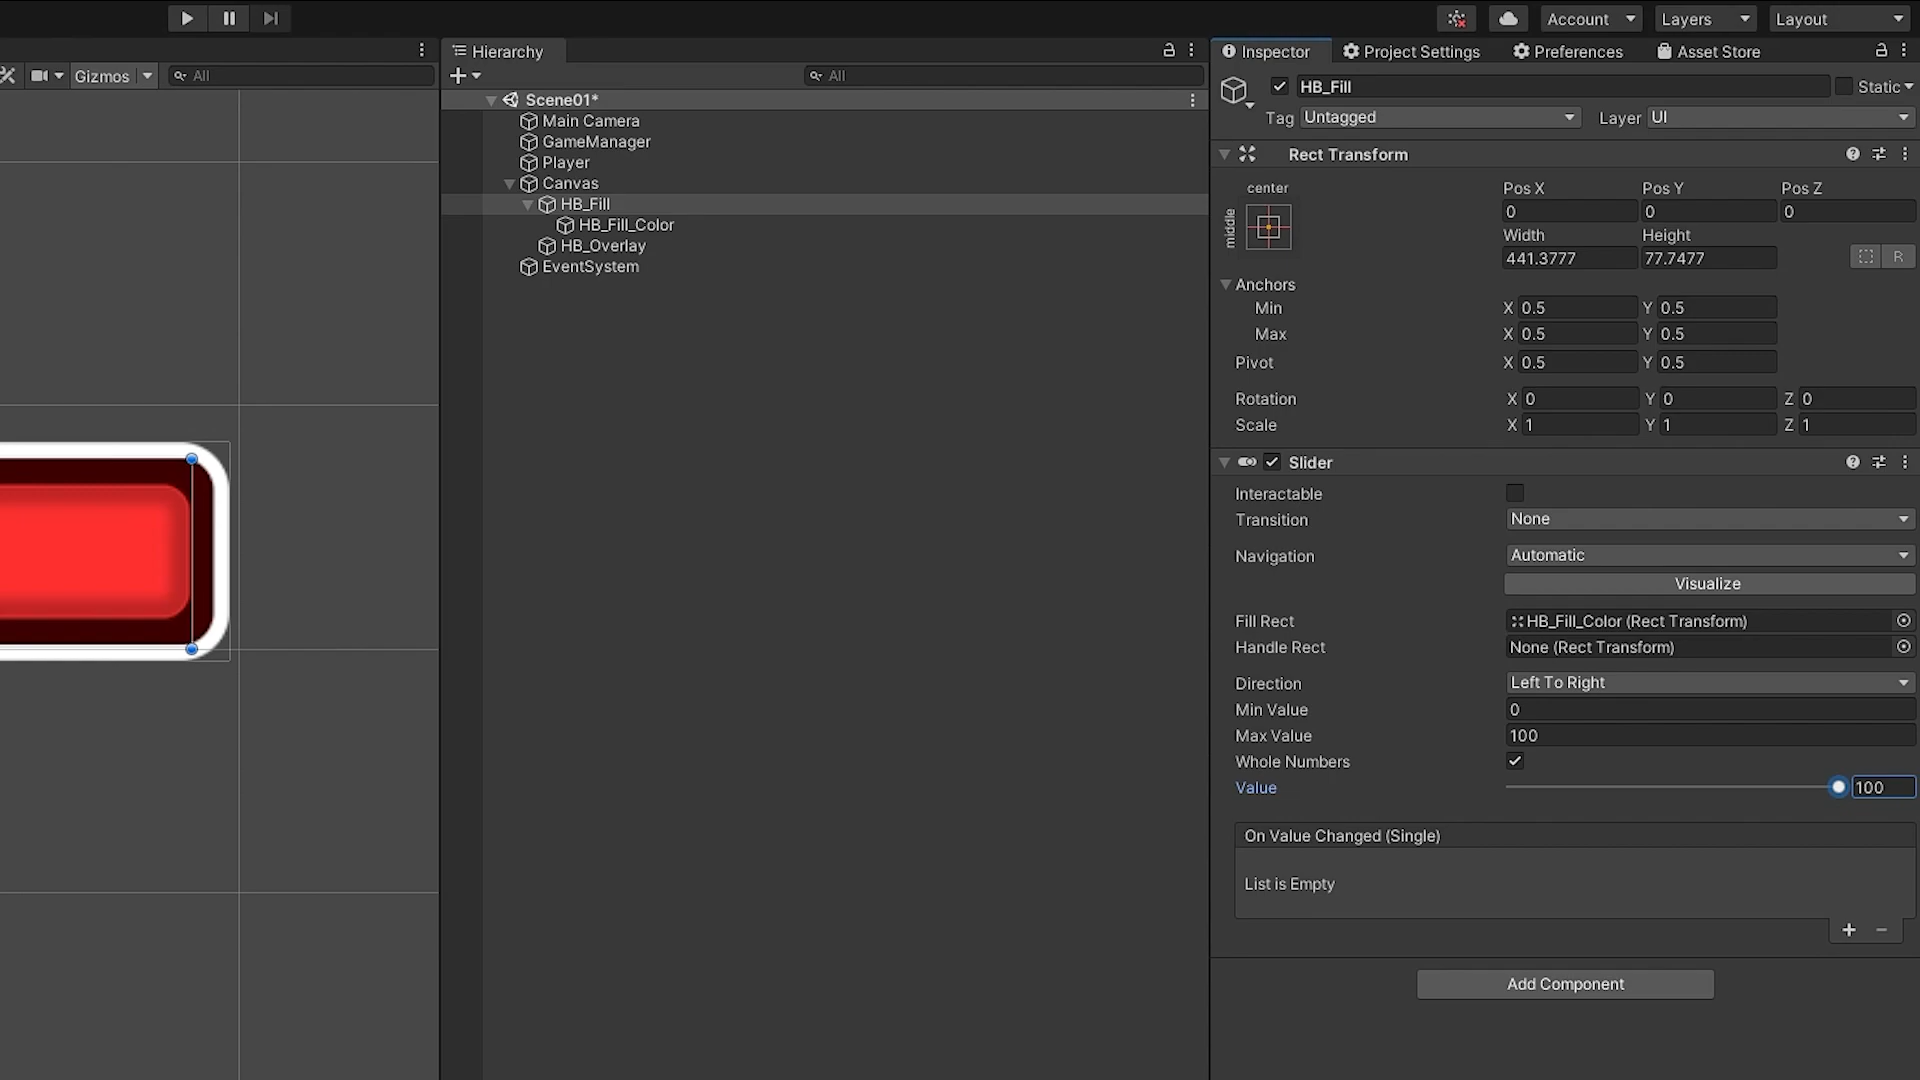 Account
Layers
Layout
Hierarchy
Inspector
Project Settings
Preferences
Asset Store
Gizmos
All
All
HB_Fill
Static
Tag
Untagged
Layer
UI
Scene01*
Main Camera
GameManager
Player
Canvas
HB_Fill
HB_Fill_Color
HB_Overlay
EventSystem
Rect Transform
center
middle
Pos X
Pos Y
Pos Z
0
0
0
Width
Height
441.3777
77.7477
R
Anchors
Min
X 0.5
Y 0.5
Max
X 0.5
Y 0.5
Pivot
X 0.5
Y 0.5
Rotation
X 0
Y 0
Z 0
Scale
X 1
Y 1
Z 1
Slider
Interactable
Transition
None
Navigation
Automatic
Visualize
Fill Rect
HB_Fill_Color (Rect Transform)
Handle Rect
None (Rect Transform)
Direction
Left To Right
Min Value
0
Max Value
100
Whole Numbers
Value
100
On Value Changed (Single)
List is Empty
Add Component